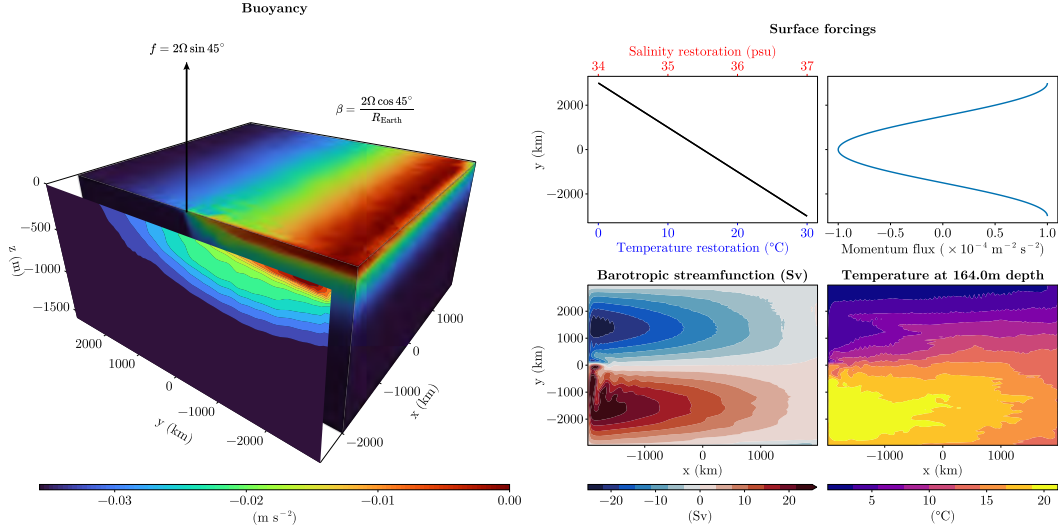 Buoyancy
f = 2Ω sin 45°
β = 2Ω cos 45° / R_Earth
0
−500
−1000
−1500
z (m)
2000
1000
0
−1000
−2000
y (km)
1000
0
−1000
−2000
x (km)
−0.03 −0.02 −0.01 0.00
(m s⁻²)
Surface forcings
Salinity restoration (psu)
34 35 36 37
2000
0
−2000
y (km)
0 10 20 30
Temperature restoration (°C)
−1.0 −0.5 0.0 0.5 1.0
Momentum flux ( × 10⁻⁴ m⁻² s⁻²)
Barotropic streamfunction (Sv)
2000
1000
0
−1000
−2000
y (km)
−1000 0 1000
x (km)
−20 −10 0 10 20
(Sv)
Temperature at 164.0m depth
−1000 0 1000
x (km)
5 10 15 20
(°C)